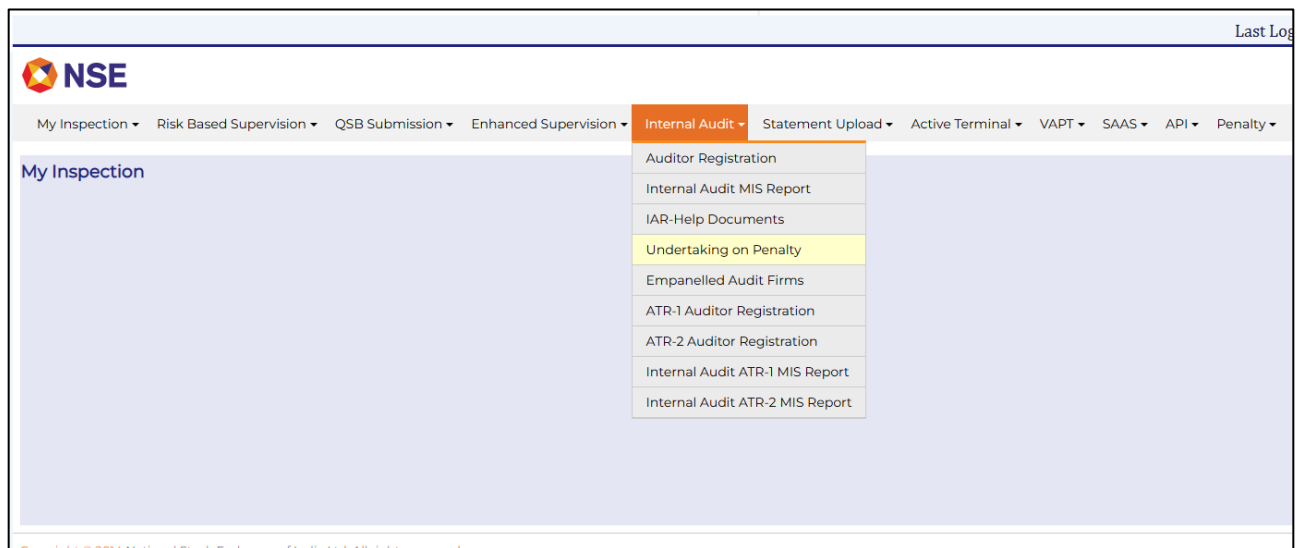 Last Log
NSE
My Inspection Risk Based Supervision QSB Submission Enhanced Supervision Internal Audit Statement Upload Active Terminal VAPT SAAS API Penalty
My Inspection
Auditor Registration
Internal Audit MIS Report
IAR-Help Documents
Undertaking on Penalty
Empanelled Audit Firms
ATR-1 Auditor Registration
ATR-2 Auditor Registration
Internal Audit ATR-1 MIS Report
Internal Audit ATR-2 MIS Report